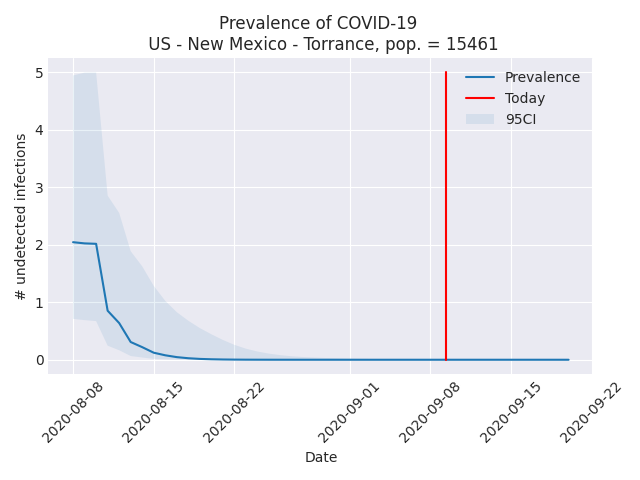 Prevalence of COVID-19
US - New Mexico - Torrance, pop. = 15461
# undetected infections
5
4
3
2
1
0
Prevalence
Today
95CI
2020-08-08
2020-08-15
2020-08-22
2020-09-01
2020-09-08
2020-09-15
2020-09-22
Date